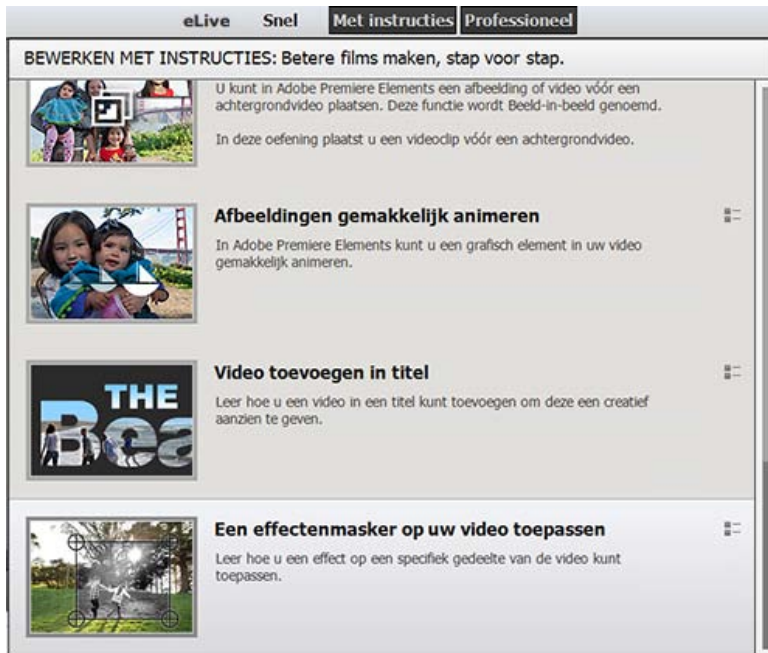 eLive Snel Met instructies Professioneel
BEWERKEN MET INSTRUCTIES: Betere films maken, stap voor stap.
U kunt in Adobe Premiere Elements een afbeelding of video vóór een
achtergrondvideo plaatsen. Deze functie wordt Beeld-in-beeld genoemd.
In deze oefening plaatst u een videoclip vóór een achtergrondvideo.
Afbeeldingen gemakkelijk animeren
In Adobe Premiere Elements kunt u een grafisch element in uw video
gemakkelijk animeren.
THE
Bea
Video toevoegen in titel
Leer hoe u een video in een titel kunt toevoegen om deze een creatief
aanzien te geven.
Een effectenmasker op uw video toepassen
Leer hoe u een effect op een specifiek gedeelte van de video kunt
toepassen.